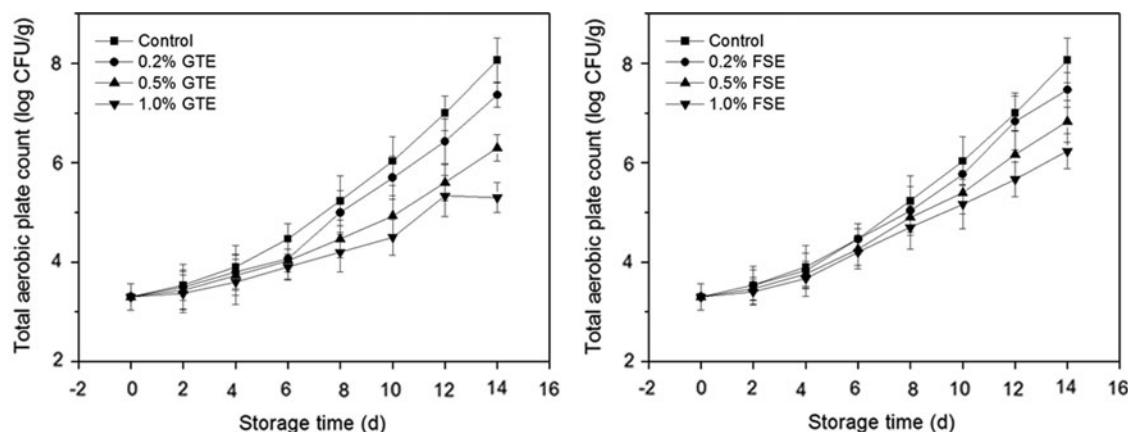 Total aerobic plate count (log CFU/g)
8
6
4
2
Control
0.2% GTE
0.5% GTE
1.0% GTE
-2 0 2 4 6 8 10 12 14 16
Storage time (d)
Total aerobic plate count (log CFU/g)
8
6
4
2
Control
0.2% FSE
0.5% FSE
1.0% FSE
-2 0 2 4 6 8 10 12 14 16
Storage time (d)